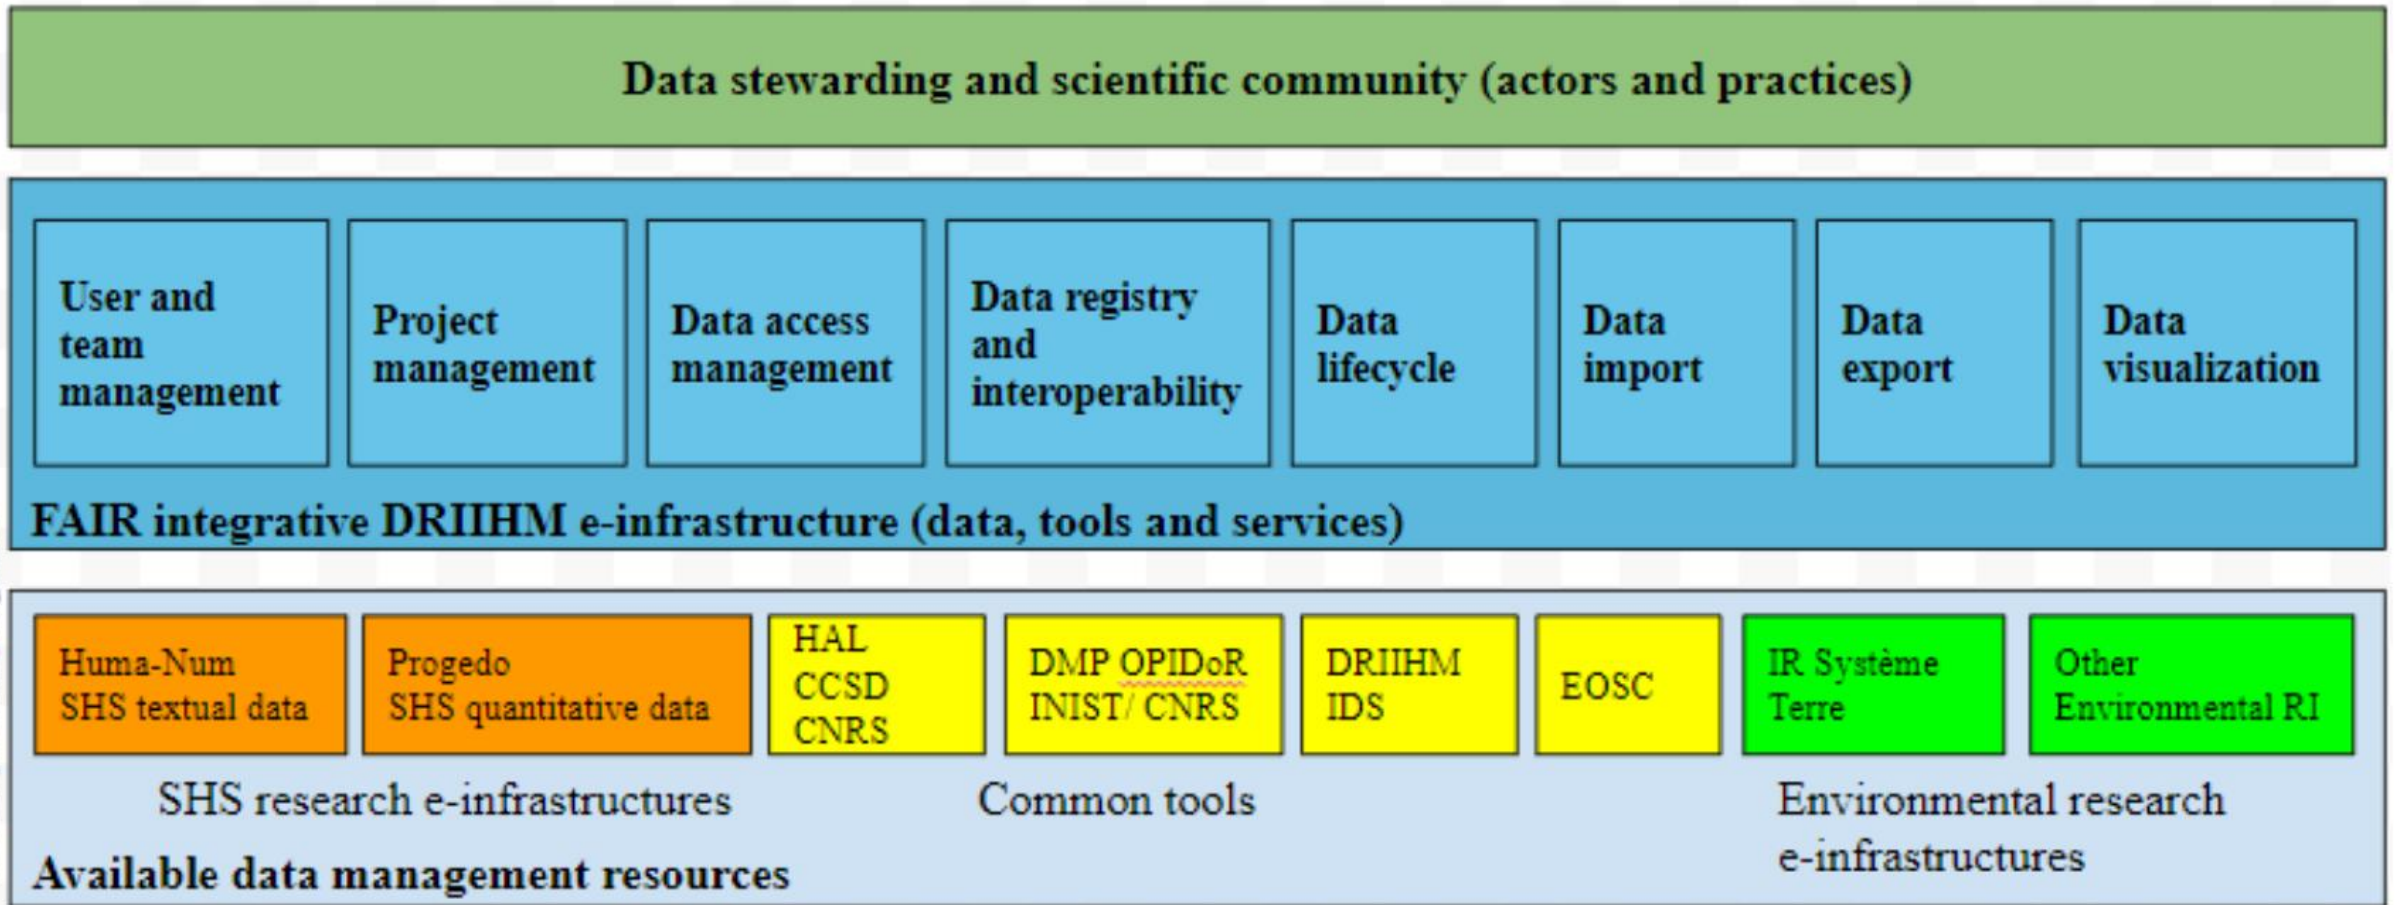 Data stewarding and scientific community (actors and practices)
User and
team
management
Project
management
Data access
management
Data registry
and
interoperability
Data
lifecycle
Data
import
Data
export
Data
visualization
FAIR integrative DRIIHM e-infrastructure (data, tools and services)
Huma-Num
SHS textual data
Progedo
SHS quantitative data
HAL
CCSD
CNRS
DMP OPIDoR
INIST/ CNRS
DRIIHM
IDS
EOSC
IR Système
Terre
Other
Environmental RI
SHS research e-infrastructures
Common tools
Environmental research
e-infrastructures
Available data management resources